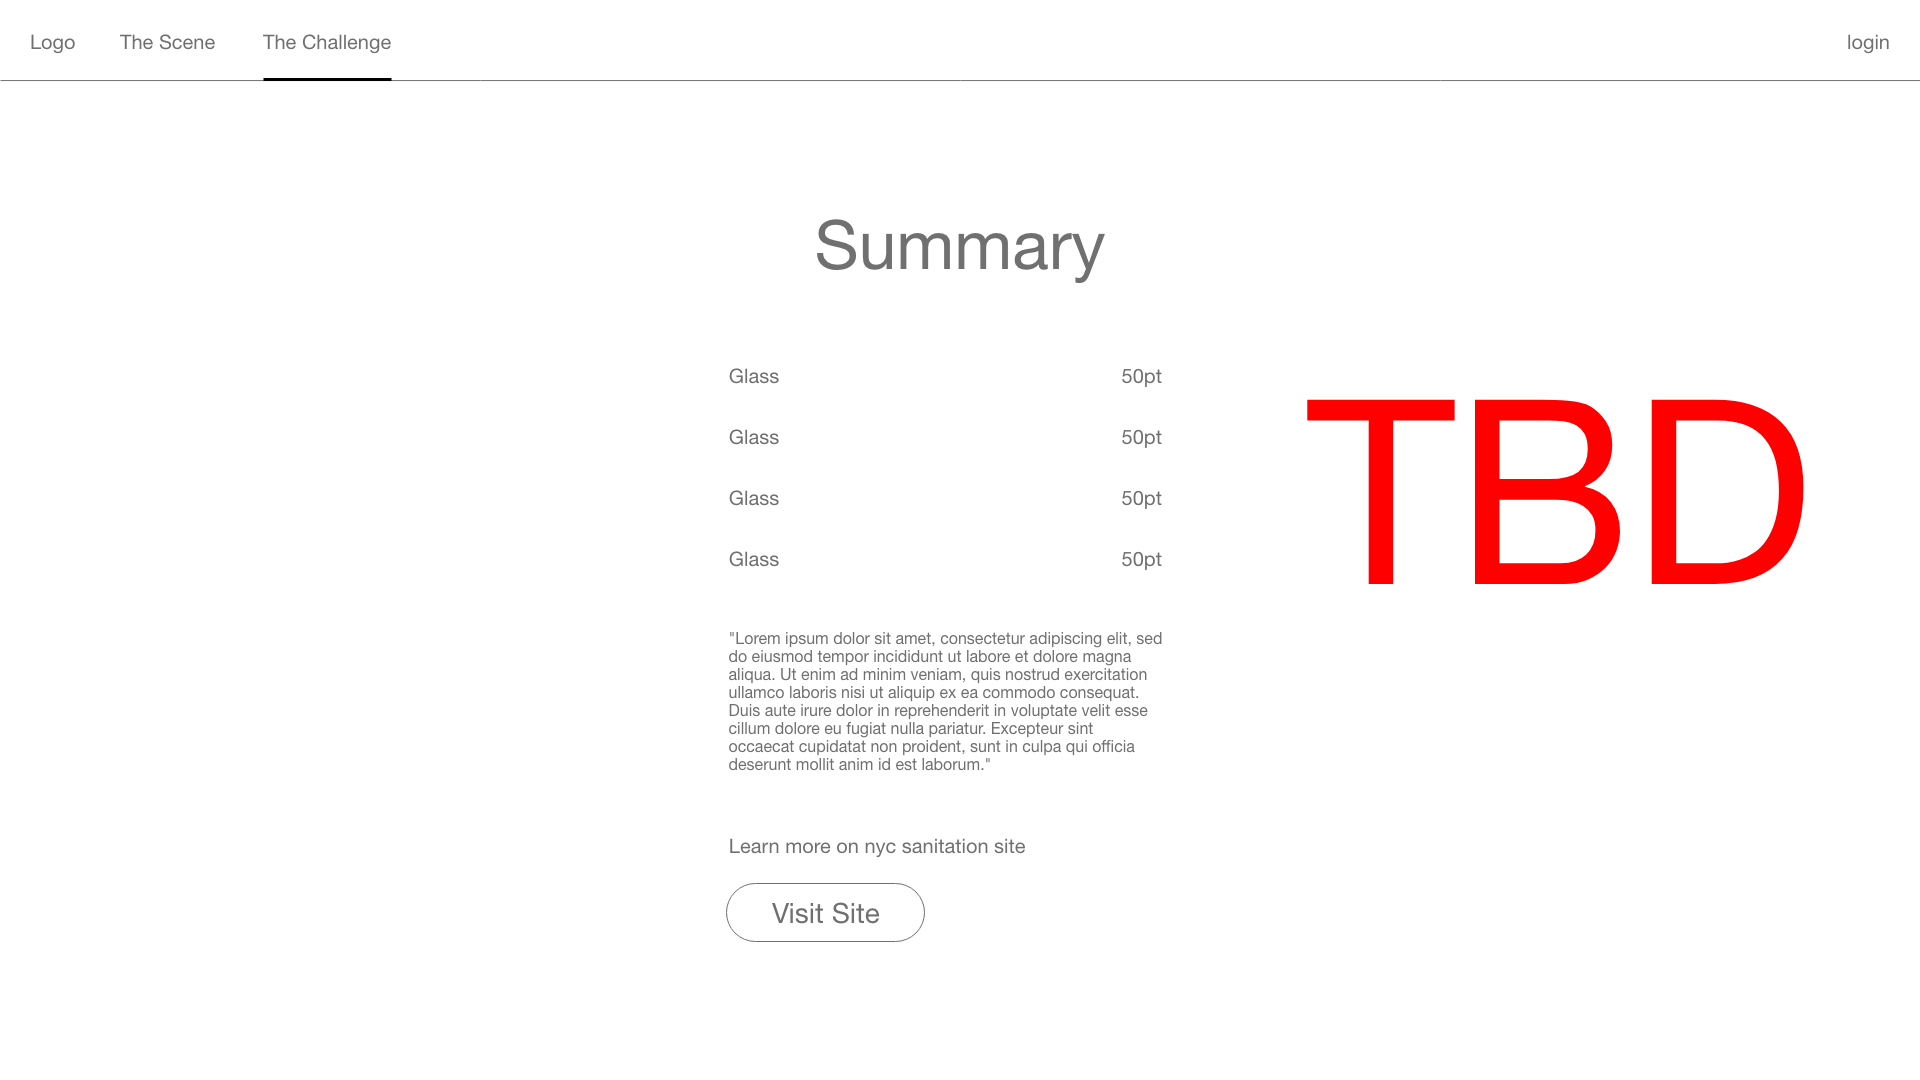 Logo The Scene The Challenge login
Summary
Glass 50pt
Glass 50pt
Glass 50pt
Glass 50pt
TBD
"Lorem ipsum dolor sit amet, consectetur adipiscing elit, sed
do eiusmod tempor incididunt ut labore et dolore magna
aliqua. Ut enim ad minim veniam, quis nostrud exercitation
ullamco laboris nisi ut aliquip ex ea commodo consequat.
Duis aute irure dolor in reprehenderit in voluptate velit esse
cillum dolore eu fugiat nulla pariatur. Excepteur sint
occaecat cupidatat non proident, sunt in culpa qui officia
deserunt mollit anim id est laborum."
Learn more on nyc sanitation site
Visit Site